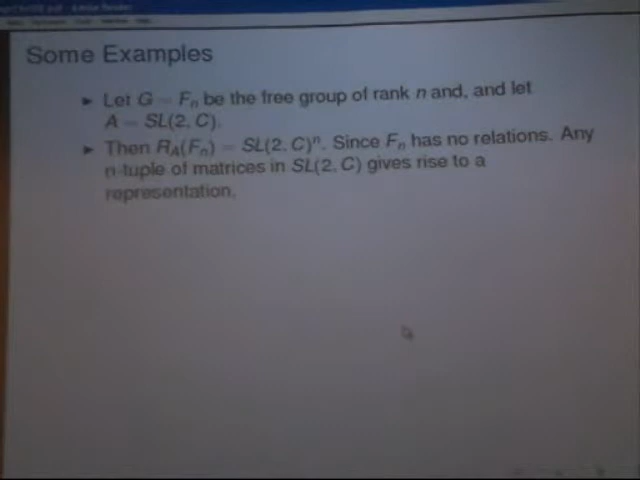 Some Examples
► Let G = Fₙ be the free group of rank n and, and let
A = SL(2, C).
► Then R_A(Fₙ) = SL(2, C)ⁿ. Since Fₙ has no relations. Any
n-tuple of matrices in SL(2, C) gives rise to a
representation.